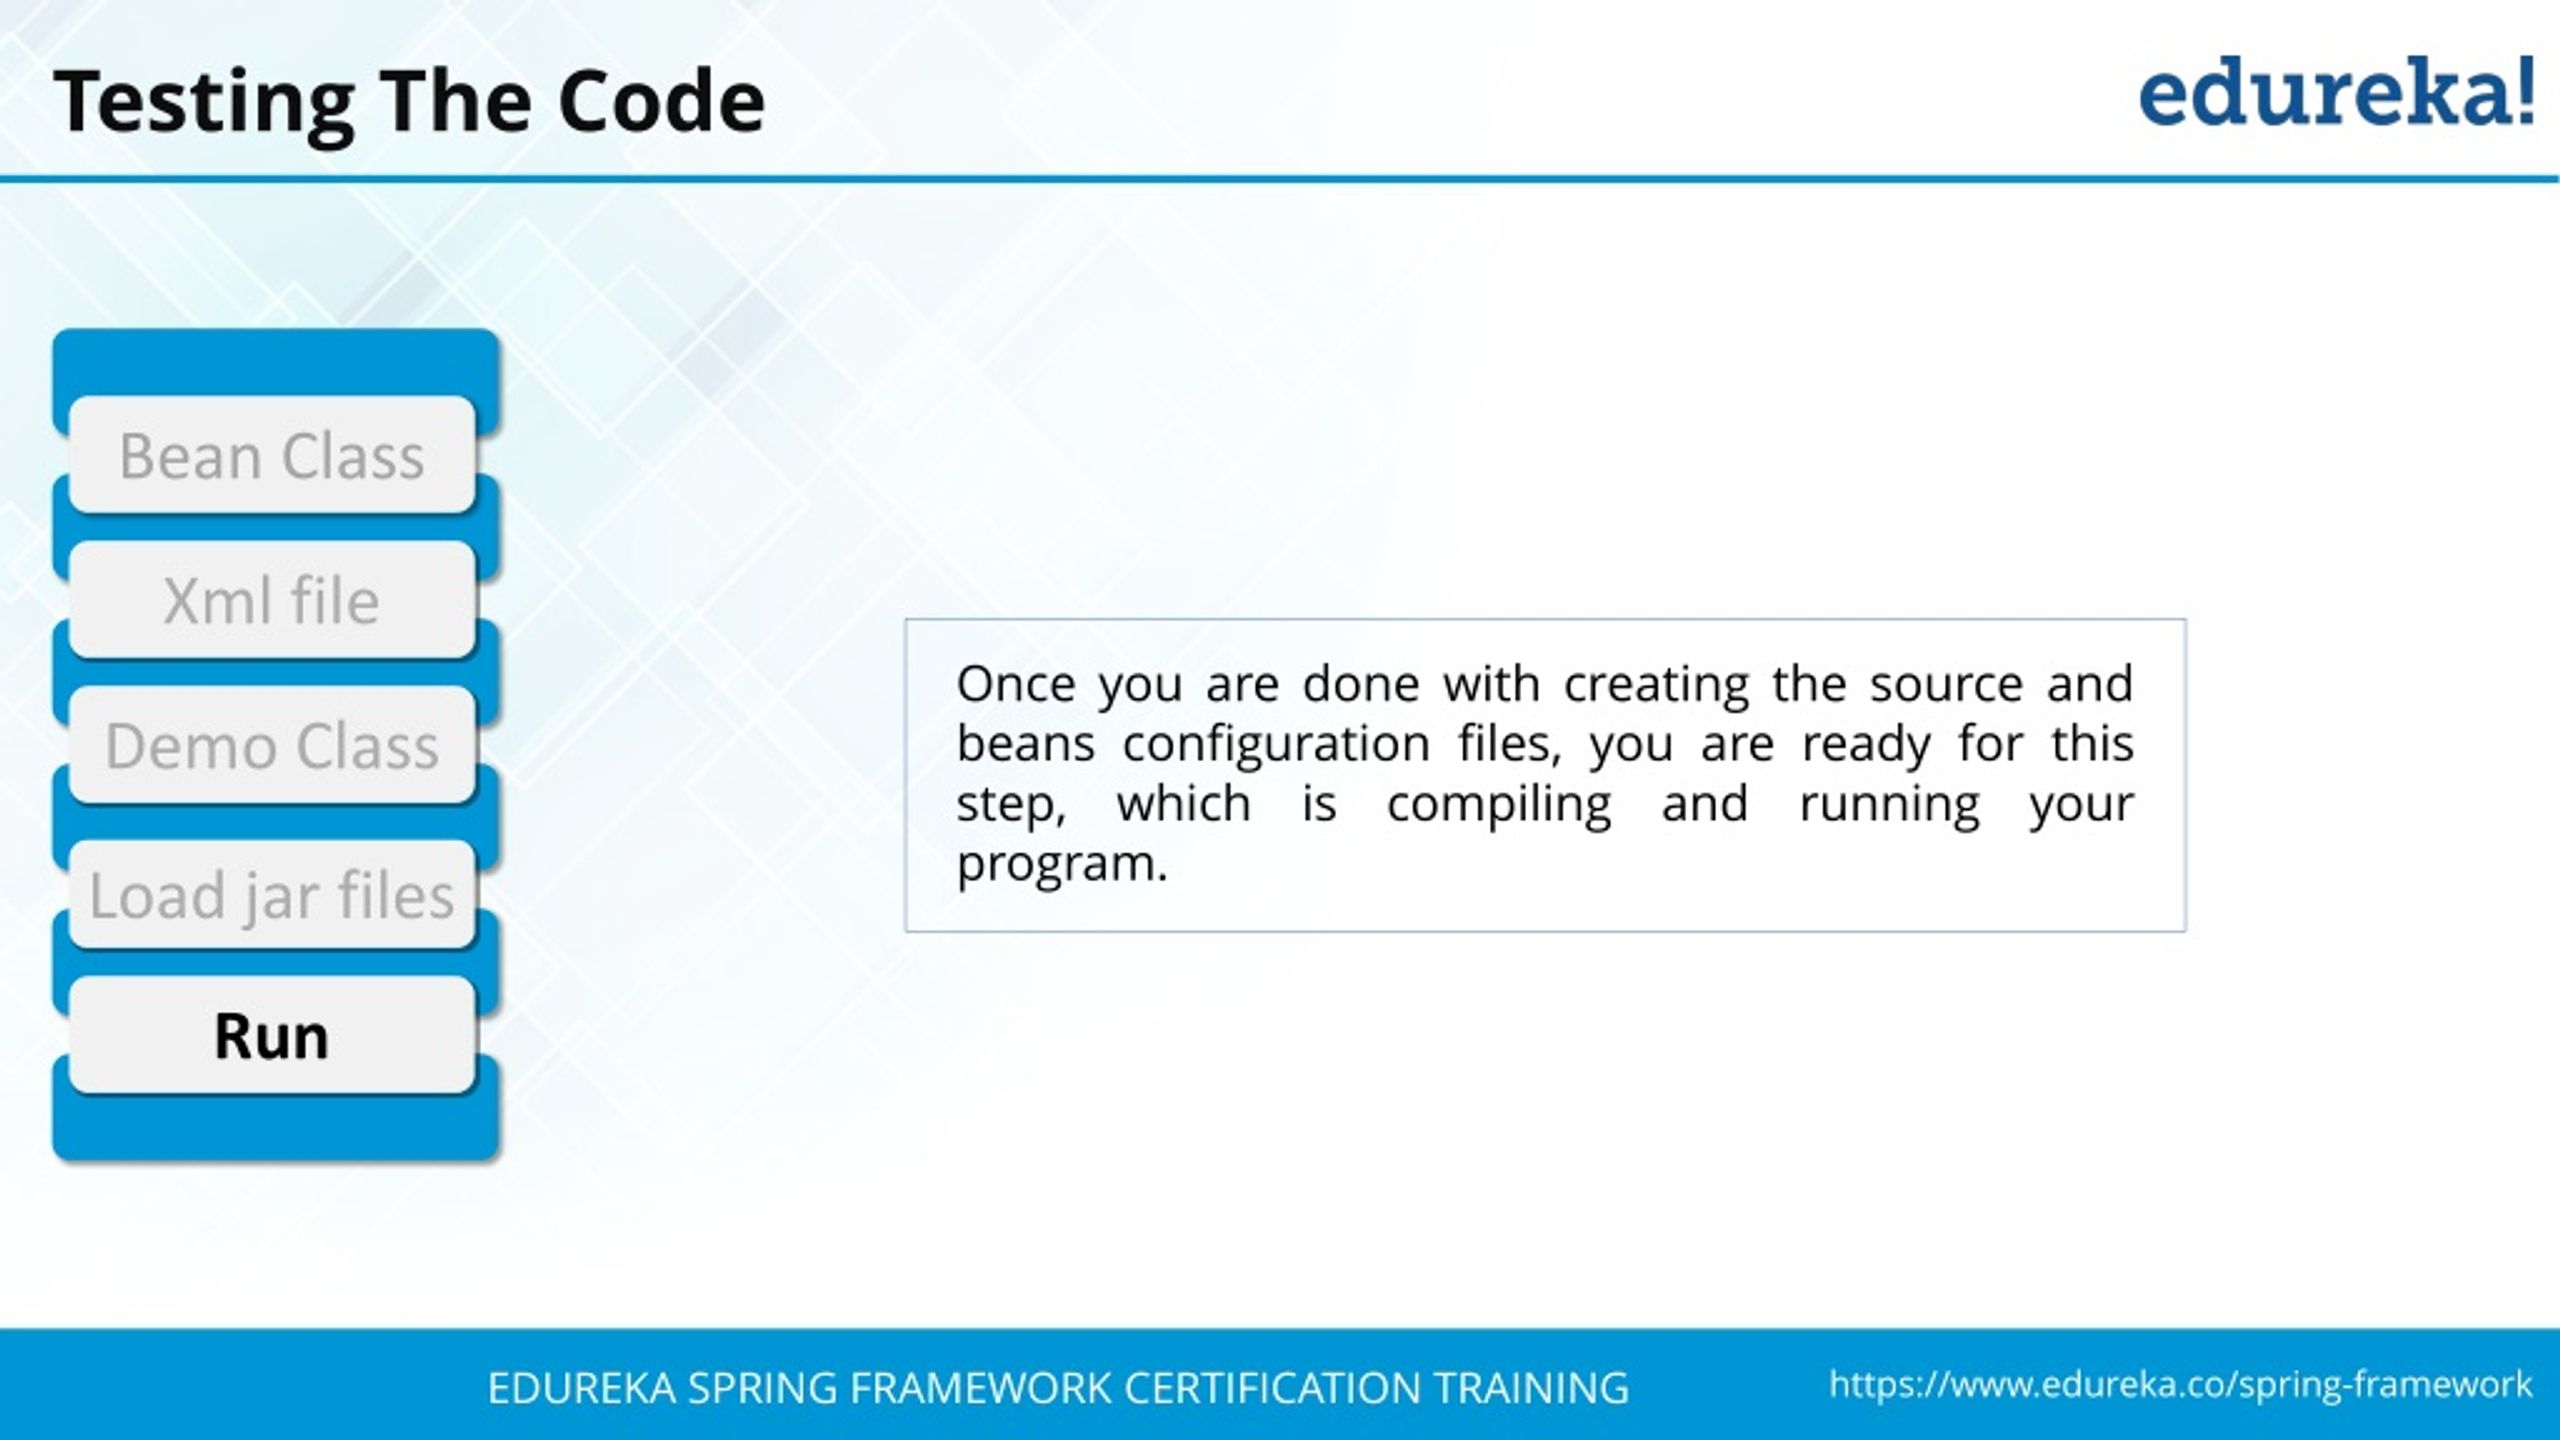 Testing The Code
edureka!
Bean Class
Xml file
Demo Class
Load jar files
Run
Once you are done with creating the source and
beans configuration files, you are ready for this
step, which is compiling and running your
program.
EDUREKA SPRING FRAMEWORK CERTIFICATION TRAINING
https://www.edureka.co/spring-framework